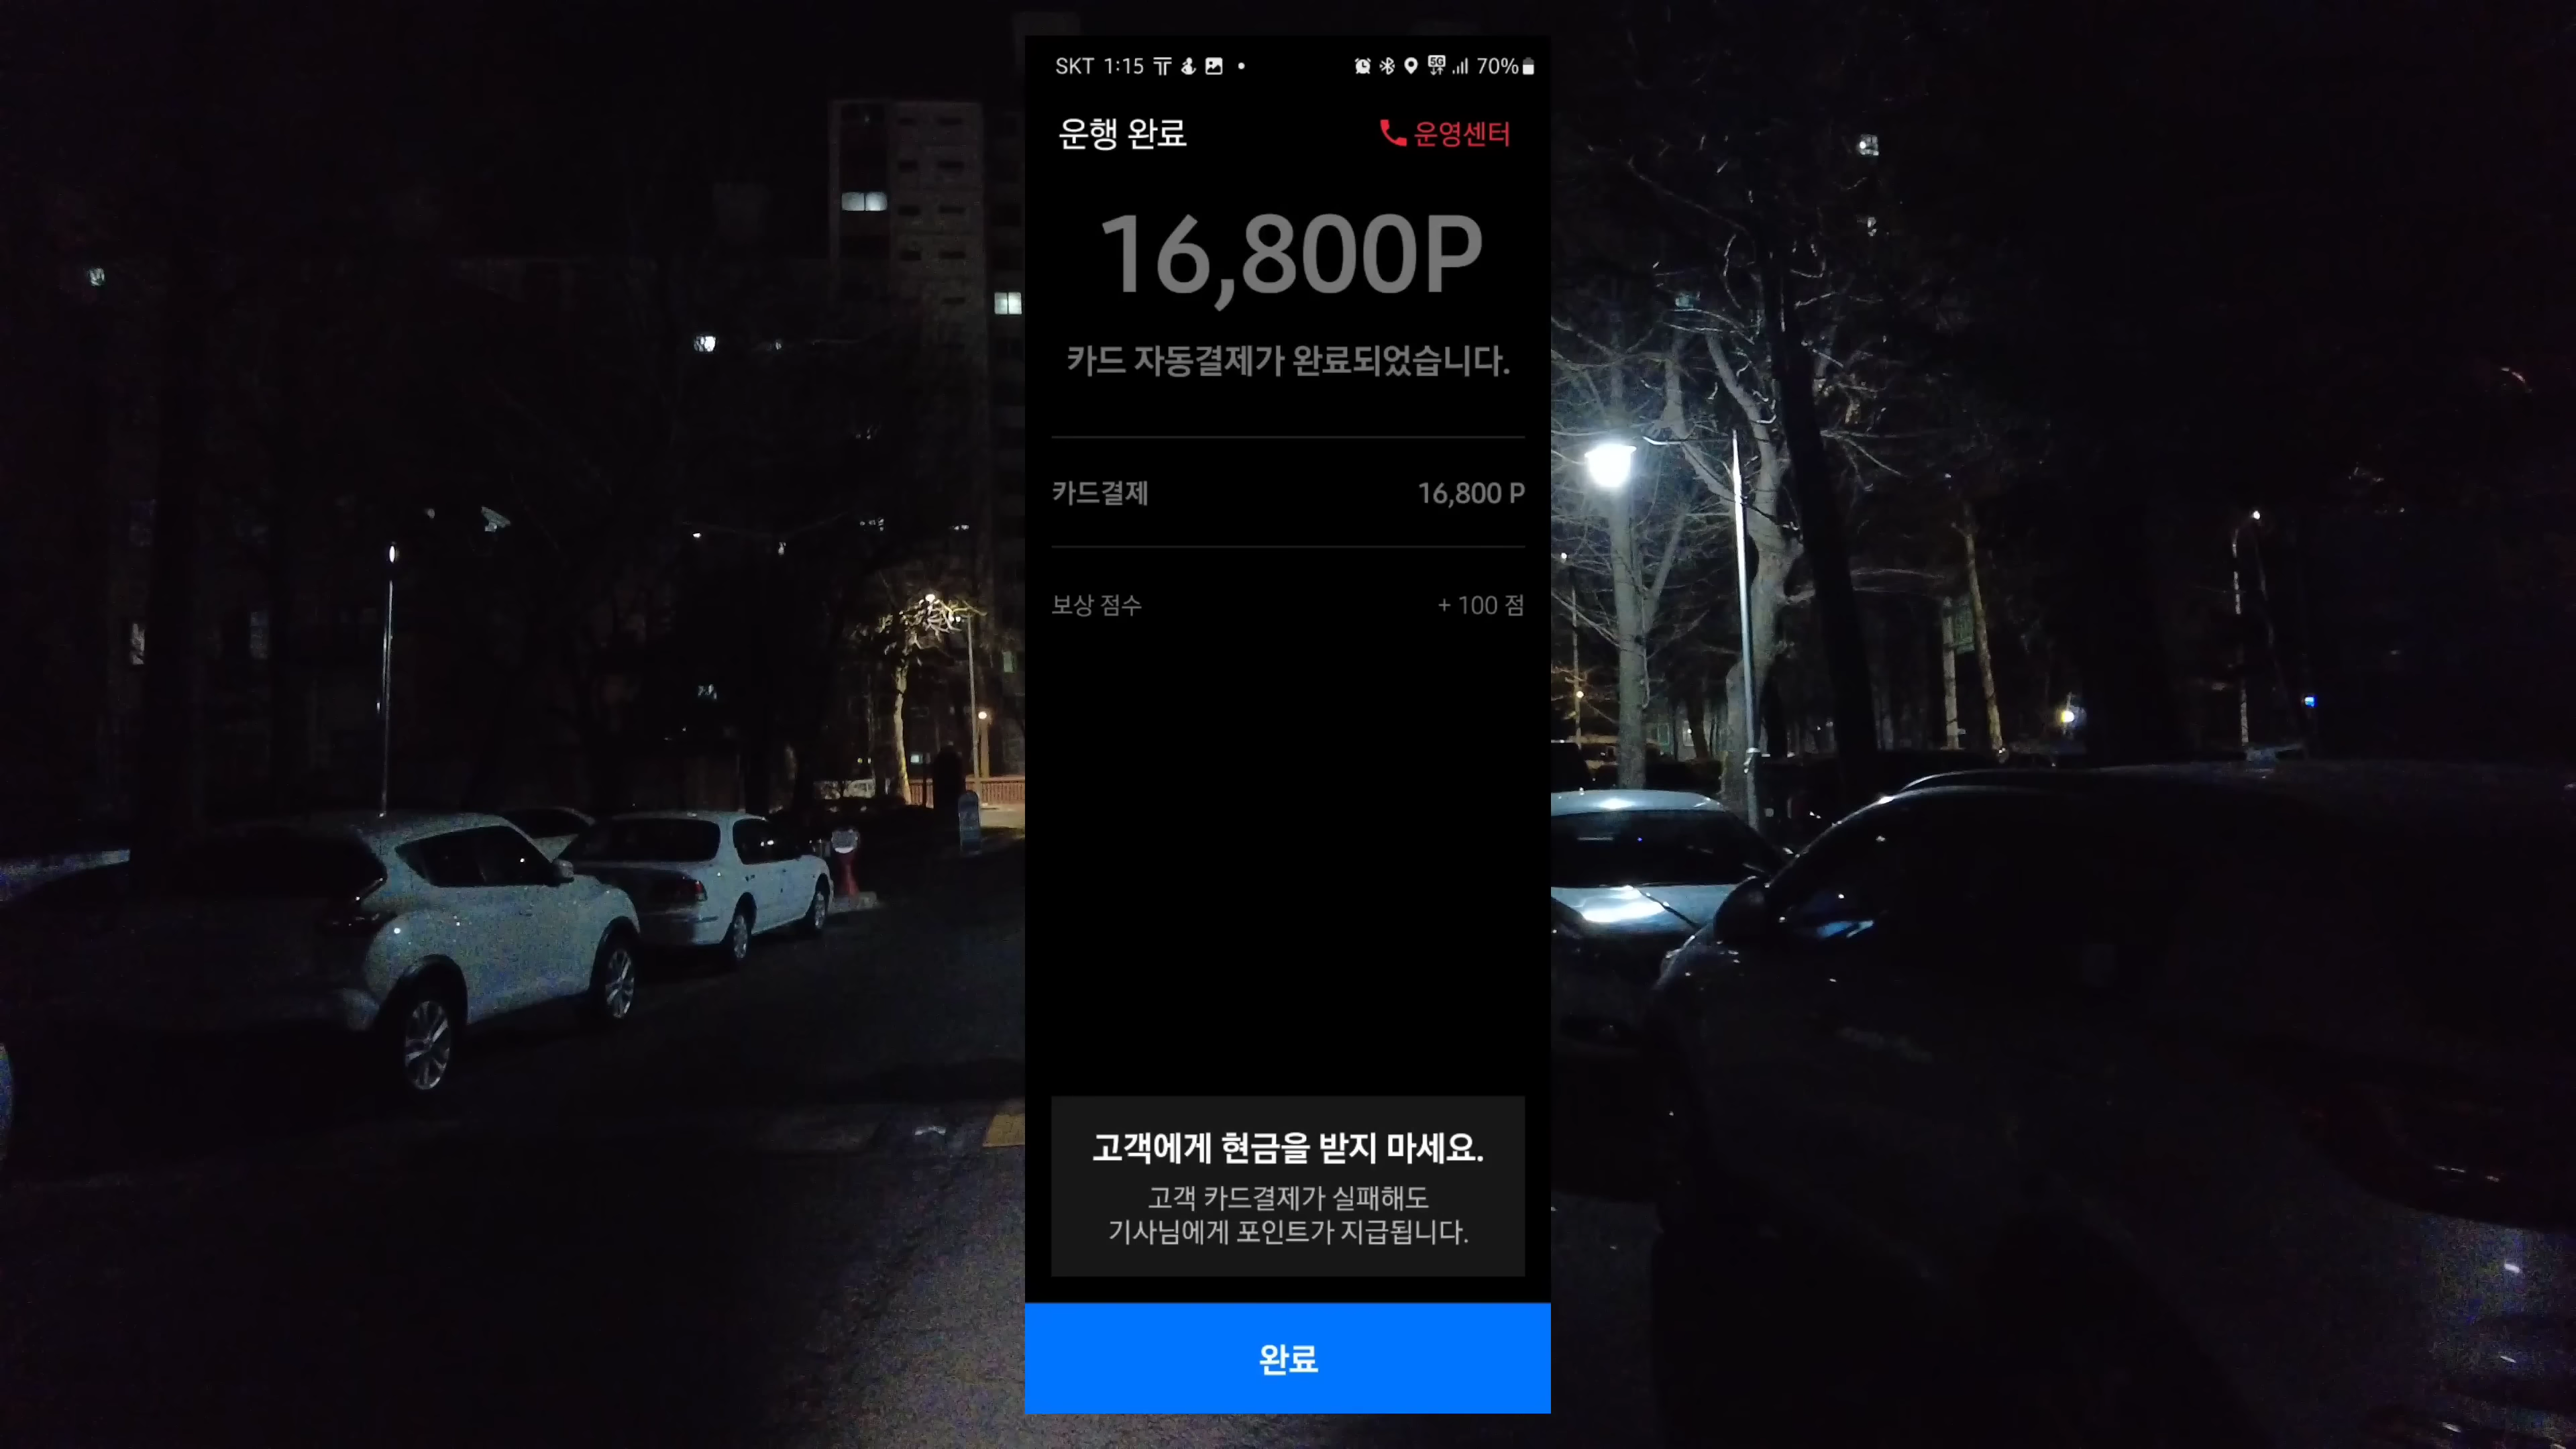 SKT 1:15 70%
운행 완료 운영센터
16,800P
카드 자동결제가 완료되었습니다.
카드결제 16,800 P
보상 점수 + 100 점
고객에게 현금을 받지 마세요.
고객 카드결제가 실패해도
기사님에게 포인트가 지급됩니다.
완료